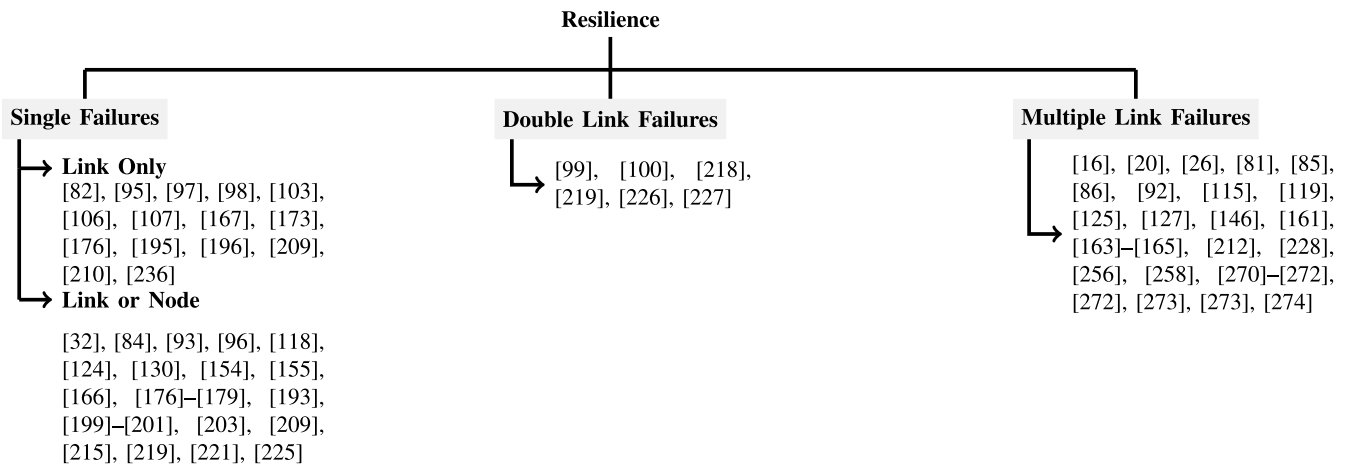 Resilience
Single Failures
Link Only
[82], [95], [97], [98], [103],
[106], [107], [167], [173],
[176], [195], [196], [209],
[210], [236]
Link or Node
[32], [84], [93], [96], [118],
[124], [130], [154], [155],
[166], [176]–[179], [193],
[199]–[201], [203], [209],
[215], [219], [221], [225]
Double Link Failures
[99], [100], [218],
[219], [226], [227]
Multiple Link Failures
[16], [20], [26], [81], [85],
[86], [92], [115], [119],
[125], [127], [146], [161],
[163]–[165], [212], [228],
[256], [258], [270]–[272],
[272], [273], [273], [274]